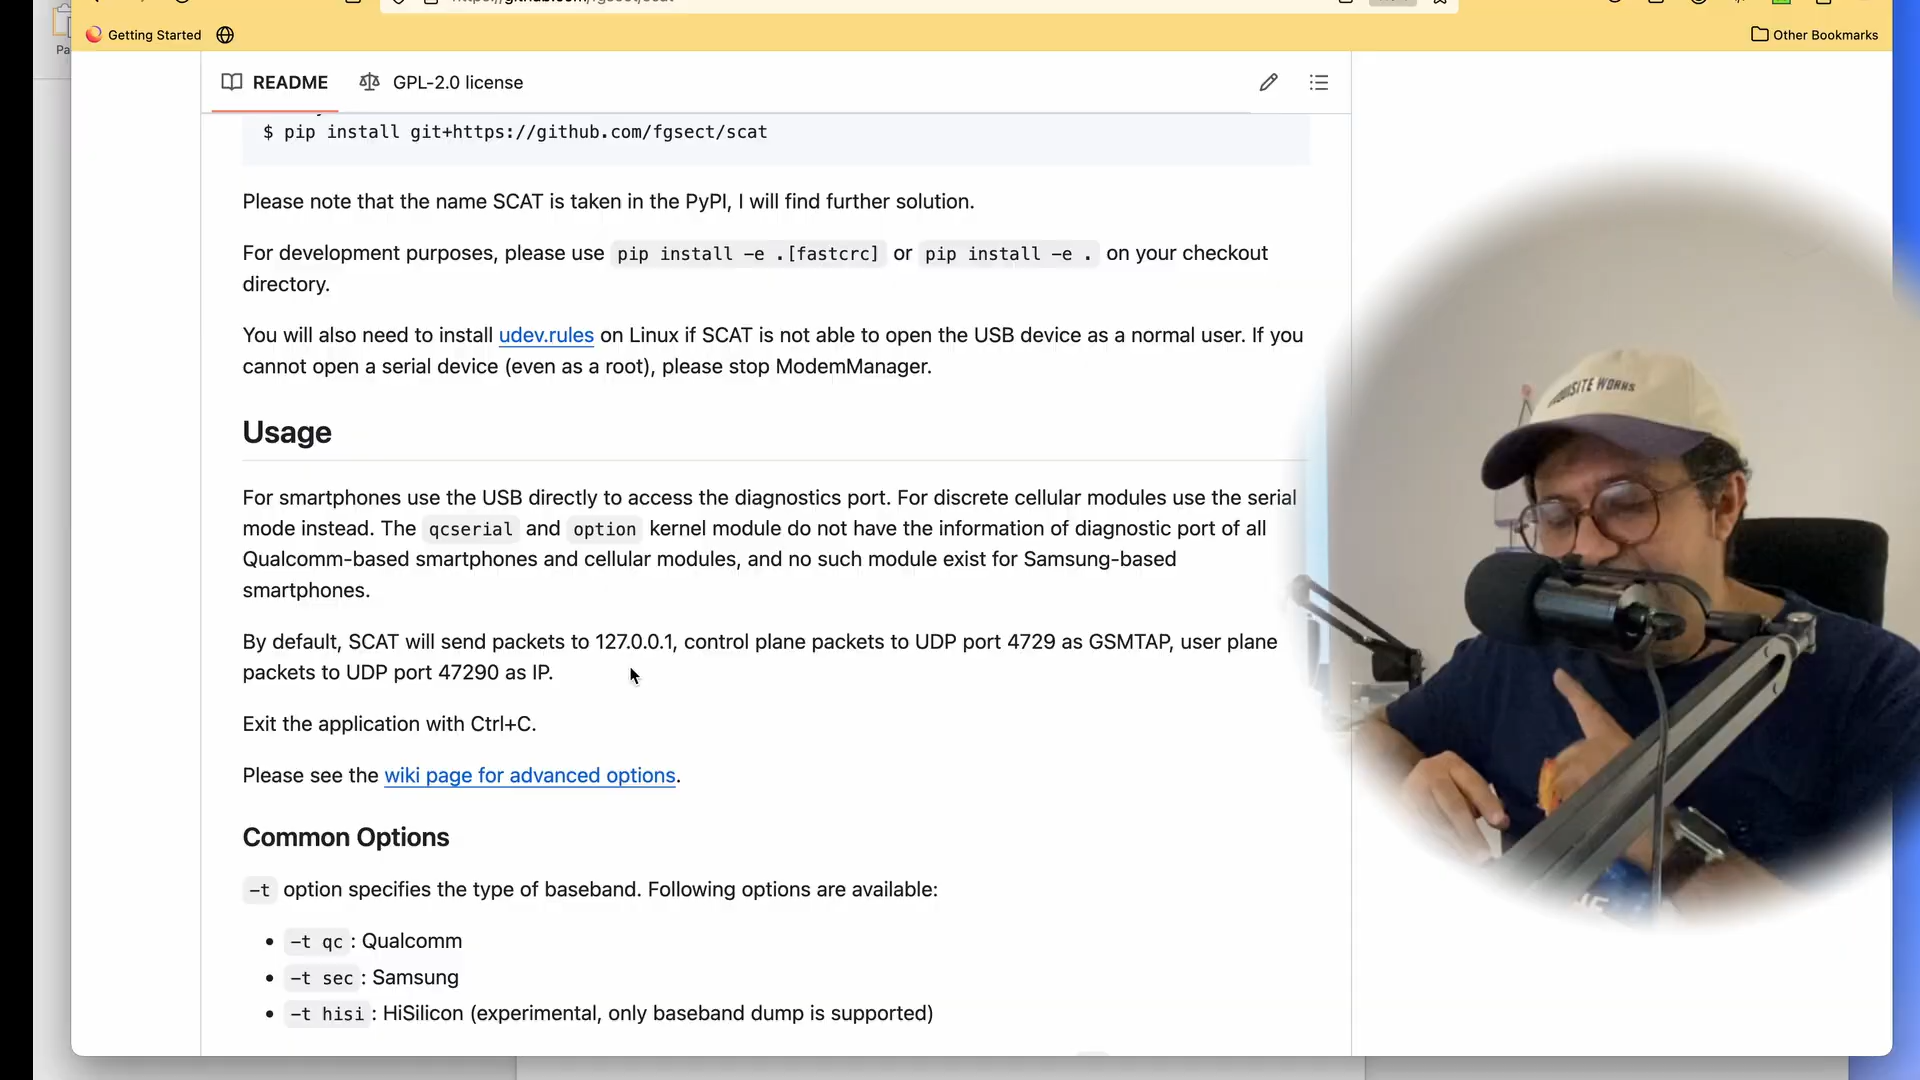 Pa
Getting Started
Other Bookmarks
README
GPL-2.0 license
$ pip install git+https://github.com/fgsect/scat
Please note that the name SCAT is taken in the PyPI, I will find further solution.
For development purposes, please use pip install -e .[fastcrc] or pip install -e . on your checkout
directory.
You will also need to install udev.rules on Linux if SCAT is not able to open the USB device as a normal user. If you
cannot open a serial device (even as a root), please stop ModemManager.
Usage
For smartphones use the USB directly to access the diagnostics port. For discrete cellular modules use the serial
mode instead. The qcserial and option kernel module do not have the information of diagnostic port of all
Qualcomm-based smartphones and cellular modules, and no such module exist for Samsung-based
smartphones.
By default, SCAT will send packets to 127.0.0.1, control plane packets to UDP port 4729 as GSMTAP, user plane
packets to UDP port 47290 as IP.
Exit the application with Ctrl+C.
Please see the wiki page for advanced options.
Common Options
-t option specifies the type of baseband. Following options are available:
• -t qc : Qualcomm
• -t sec : Samsung
• -t hisi : HiSilicon (experimental, only baseband dump is supported)
WORKS